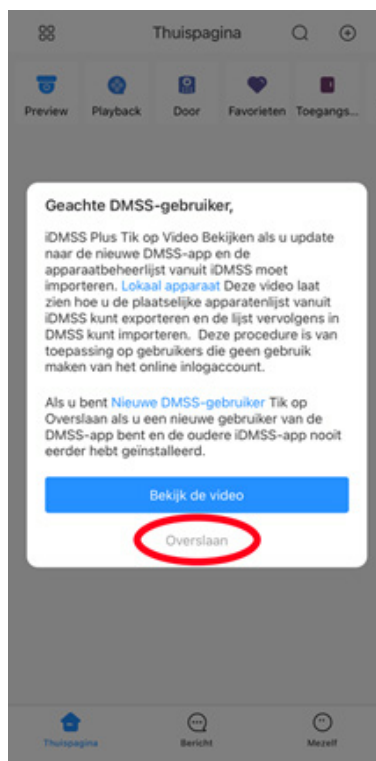 Thuispagina
Preview Playback Door Favorieten Toegangs...
Geachte DMSS-gebruiker,
iDMSS Plus Tik op Video Bekijken als u update
naar de nieuwe DMSS-app en de
apparaatbeheerlijst vanuit iDMSS moet
importeren. Lokaal apparaat Deze video laat
zien hoe u de plaatselijke apparatenlijst vanuit
iDMSS kunt exporteren en de lijst vervolgens in
DMSS kunt importeren. Deze procedure is van
toepassing op gebruikers die geen gebruik
maken van het online inlogaccount.
Als u bent Nieuwe DMSS-gebruiker Tik op
Overslaan als u een nieuwe gebruiker van de
DMSS-app bent en de oudere iDMSS-app nooit
eerder hebt geïnstalleerd.
Bekijk de video
Overslaan
Thuispagina Bericht Mezelf